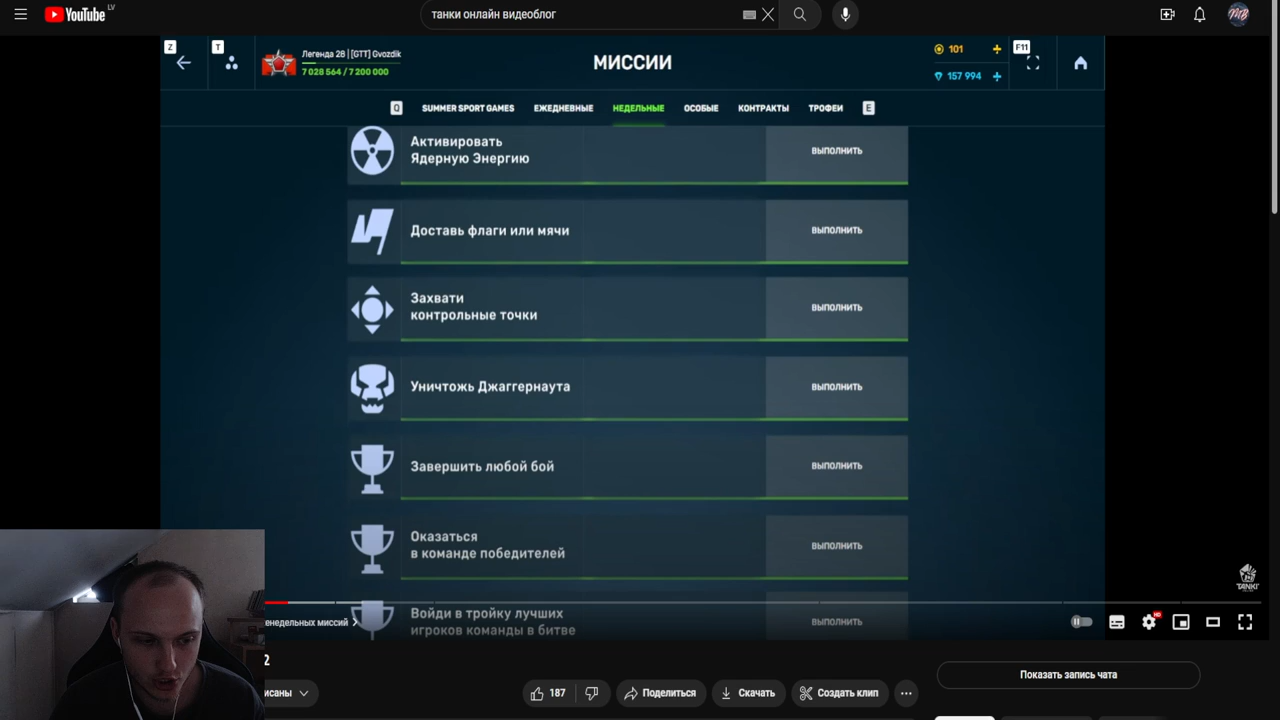 YouTube LV
танки онлайн видеоблог
Z
T
Легенда 28 | [GTT] Gvozdik
7 028 564 / 7 200 000
МИССИИ
101
157 994
F11
Q
SUMMER SPORT GAMES
ЕЖЕДНЕВНЫЕ
НЕДЕЛЬНЫЕ
ОСОБЫЕ
КОНТРАКТЫ
ТРОФЕИ
E
Активировать
Ядерную Энергию
ВЫПОЛНИТЬ
Доставь флаги или мячи
ВЫПОЛНИТЬ
Захвати
контрольные точки
ВЫПОЛНИТЬ
Уничтожь Джаггернаута
ВЫПОЛНИТЬ
Завершить любой бой
ВЫПОЛНИТЬ
Оказаться
в команде победителей
ВЫПОЛНИТЬ
Войди в тройку лучших
игроков команды в битве
ВЫПОЛНИТЬ
TANKI
енедельных миссий
HD
2
исаны
187
Поделиться
Скачать
Создать клип
Показать запись чата